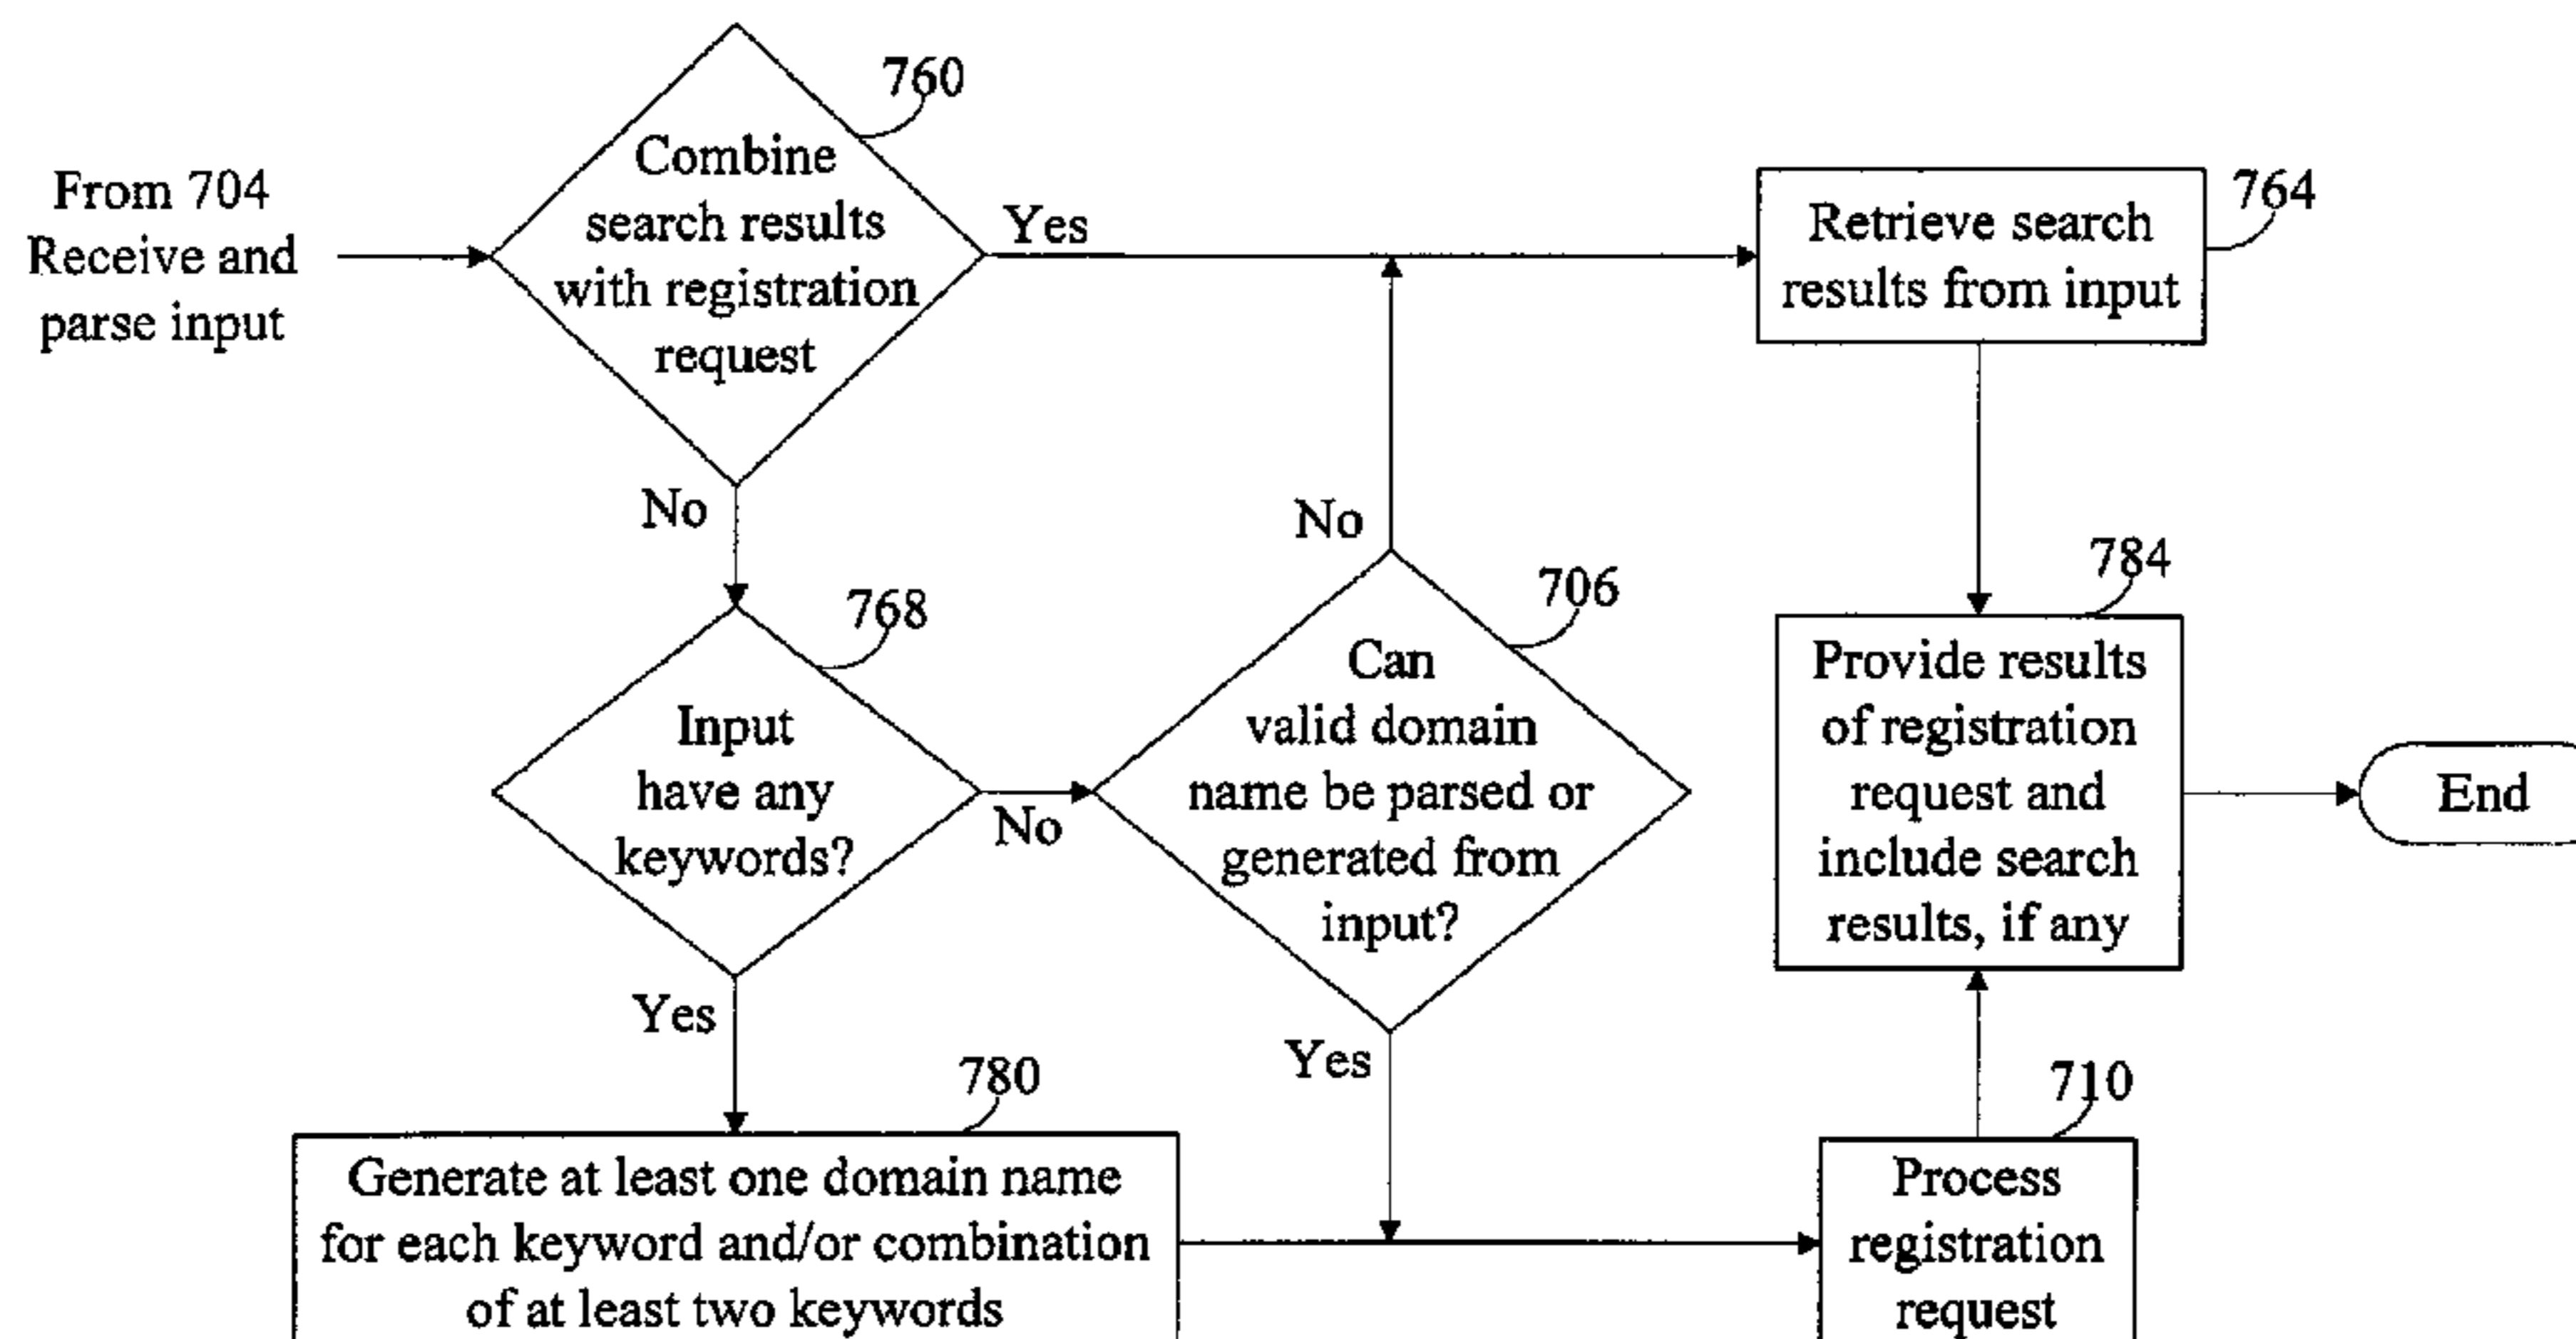 760
From 704
Receive and
parse input
Combine
search results
with registration
request
Yes
No
Retrieve search
results from input
764
768
Input
have any
keywords?
No
Yes
706
No
Can
valid domain
name be parsed or
generated from
input?
Yes
784
Provide results
of registration
request and
include search
results, if any
End
780
Generate at least one domain name
for each keyword and/or combination
of at least two keywords
710
Process
registration
request